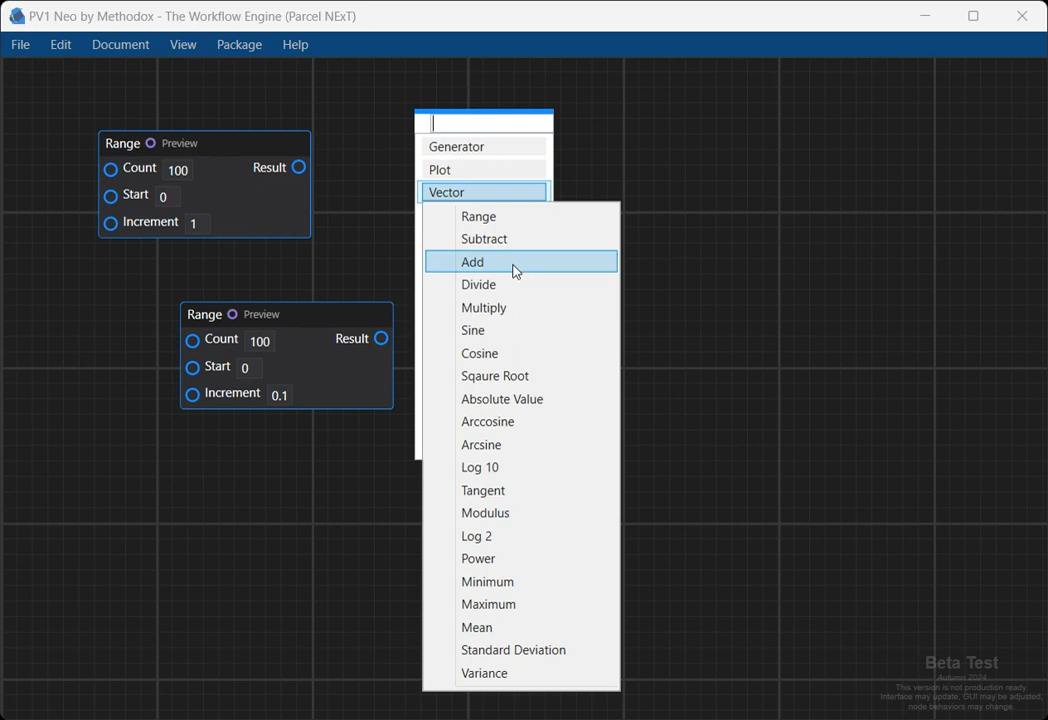 PV1 Neo by Methodox - The Workflow Engine (Parcel NExT)
File Edit Document View Package Help
Range Preview
Count 100 Result
Start 0
Increment 1
Range Preview
Count 100 Result
Start 0
Increment 0.1
Generator
Plot
Vector
Range
Subtract
Add
Divide
Multiply
Sine
Cosine
Sqaure Root
Absolute Value
Arccosine
Arcsine
Log 10
Tangent
Modulus
Log 2
Power
Minimum
Maximum
Mean
Standard Deviation
Variance
Beta Test
Autumn 2024
This version is not production ready.
Interface may update, GUI may be adjusted,
node behaviors may change.